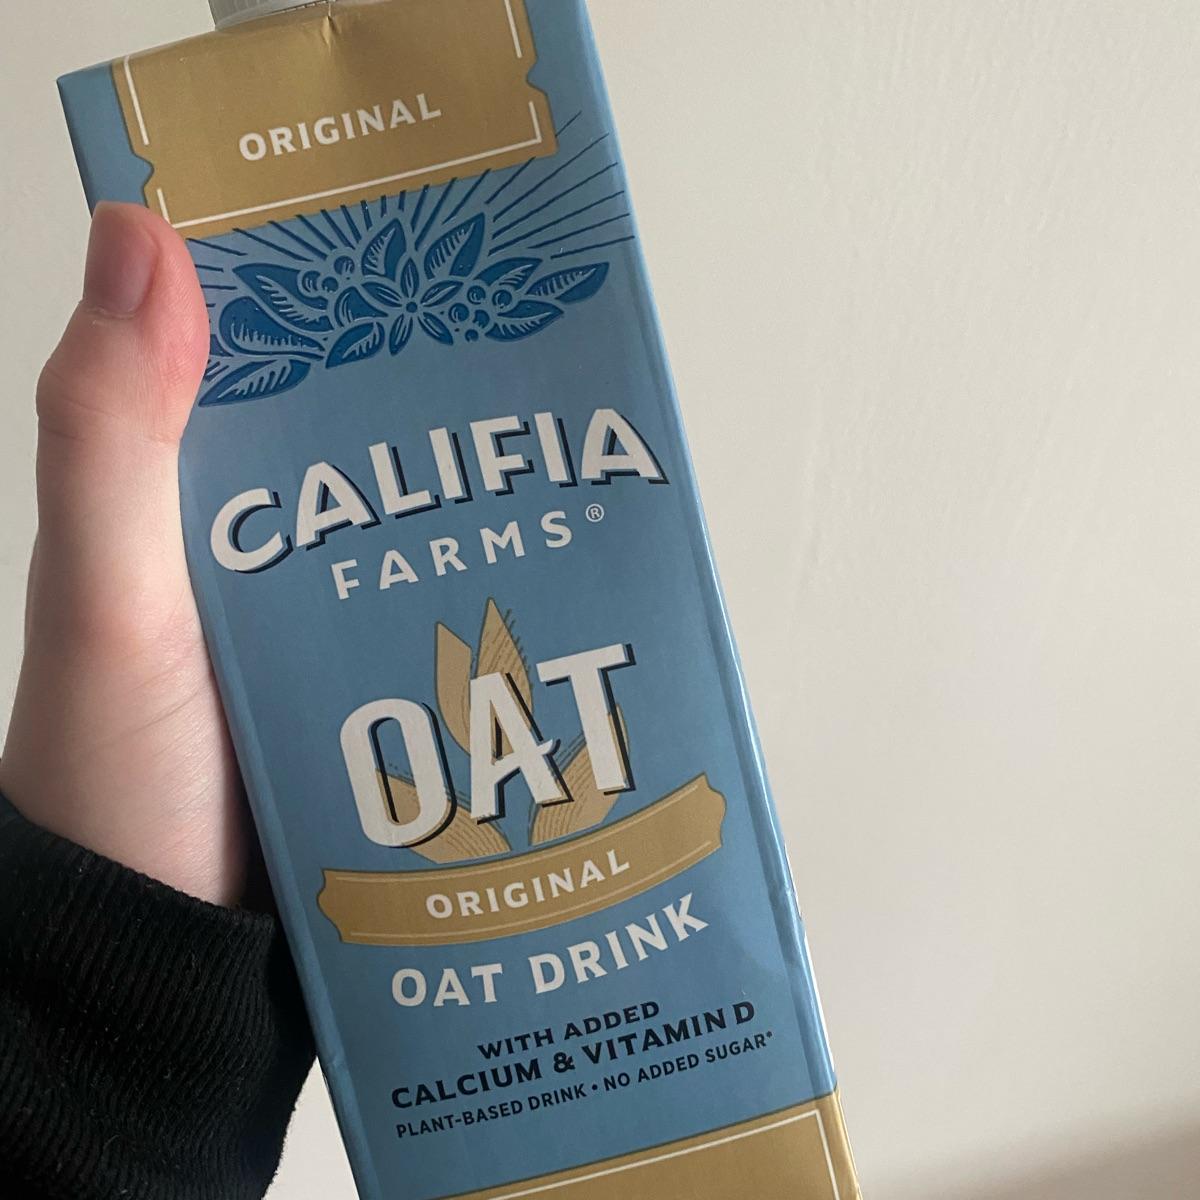 ORIGINAL
CALIFIA
FARMS®
OAT
ORIGINAL
OAT DRINK
WITH ADDED
CALCIUM & VITAMIN D
PLANT-BASED DRINK • NO ADDED SUGAR*